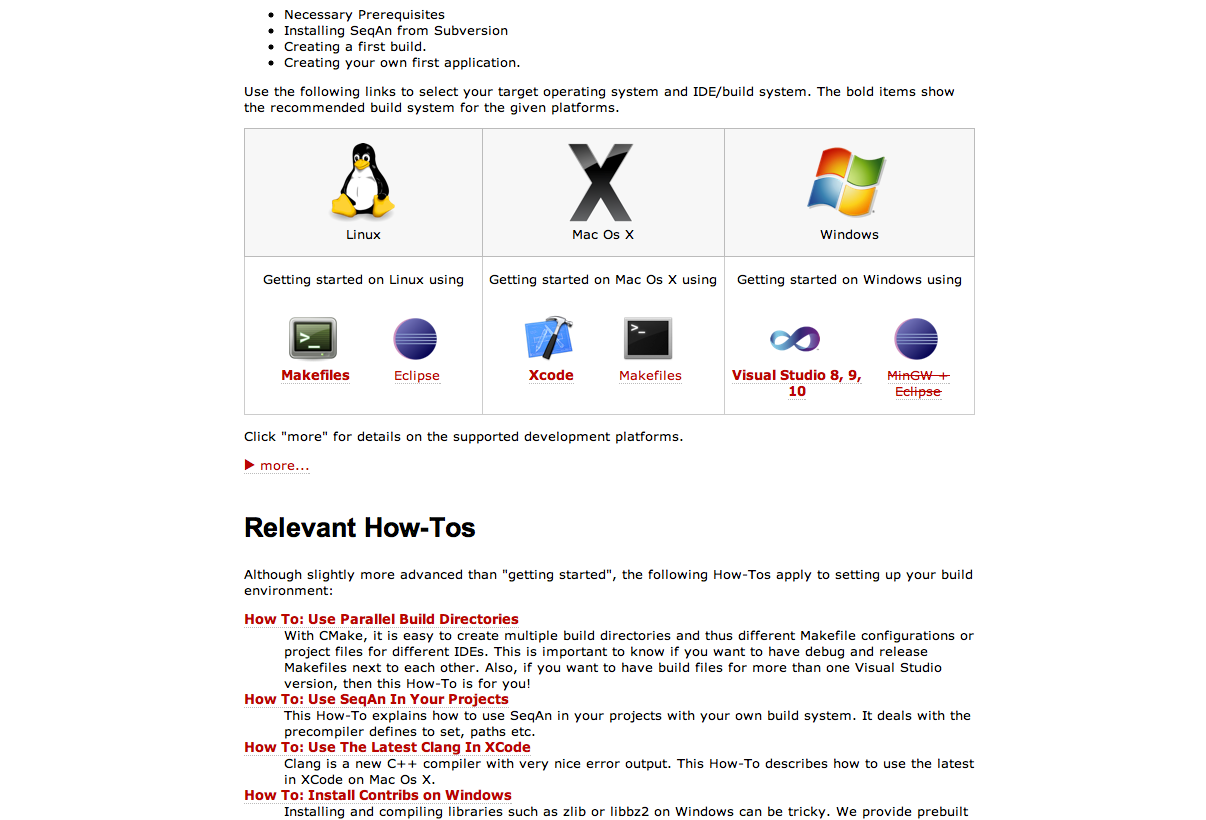 Necessary Prerequisites
Installing SeqAn from Subversion
Creating a first build.
Creating your own first application.
Use the following links to select your target operating system and IDE/build system. The bold items show
the recommended build system for the given platforms.
Linux
Mac Os X
Windows
Getting started on Linux using
Getting started on Mac Os X using
Getting started on Windows using
Makefiles
Eclipse
Xcode
Makefiles
Visual Studio 8, 9,
10
MinGW +
Eclipse
Click "more" for details on the supported development platforms.
more...
Relevant How-Tos
Although slightly more advanced than "getting started", the following How-Tos apply to setting up your build
environment:
How To: Use Parallel Build Directories
With CMake, it is easy to create multiple build directories and thus different Makefile configurations or
project files for different IDEs. This is important to know if you want to have debug and release
Makefiles next to each other. Also, if you want to have build files for more than one Visual Studio
version, then this How-To is for you!
How To: Use SeqAn In Your Projects
This How-To explains how to use SeqAn in your projects with your own build system. It deals with the
precompiler defines to set, paths etc.
How To: Use The Latest Clang In XCode
Clang is a new C++ compiler with very nice error output. This How-To describes how to use the latest
in XCode on Mac Os X.
How To: Install Contribs on Windows
Installing and compiling libraries such as zlib or libbz2 on Windows can be tricky. We provide prebuilt